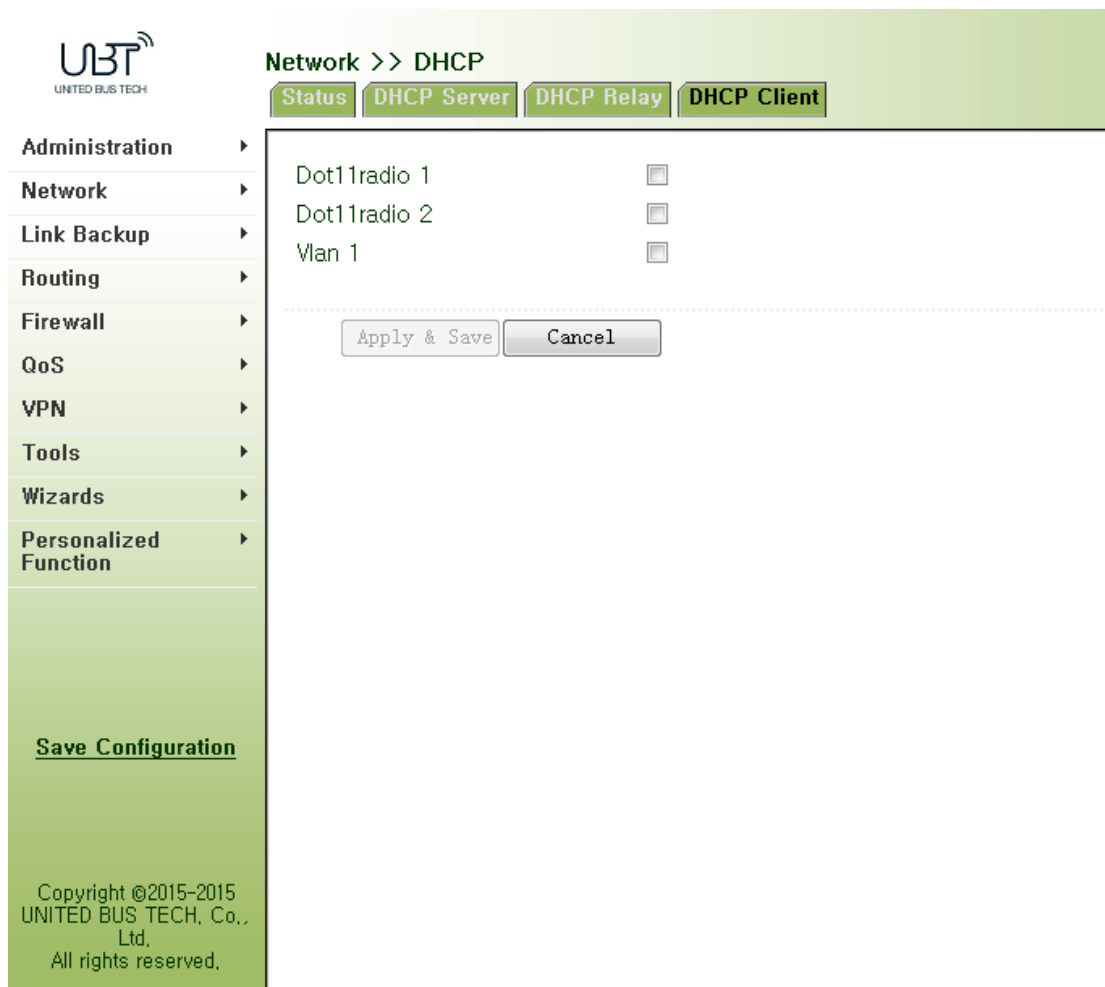 UBT
UNITED BUS TECH
Network >> DHCP
Status DHCP Server DHCP Relay DHCP Client
Administration
Network
Link Backup
Routing
Firewall
QoS
VPN
Tools
Wizards
Personalized
Function
Save Configuration
Copyright ©2015-2015
UNITED BUS TECH, Co.,
Ltd.
All rights reserved.
Dot11radio 1
Dot11radio 2
Vlan 1
Apply & Save Cancel